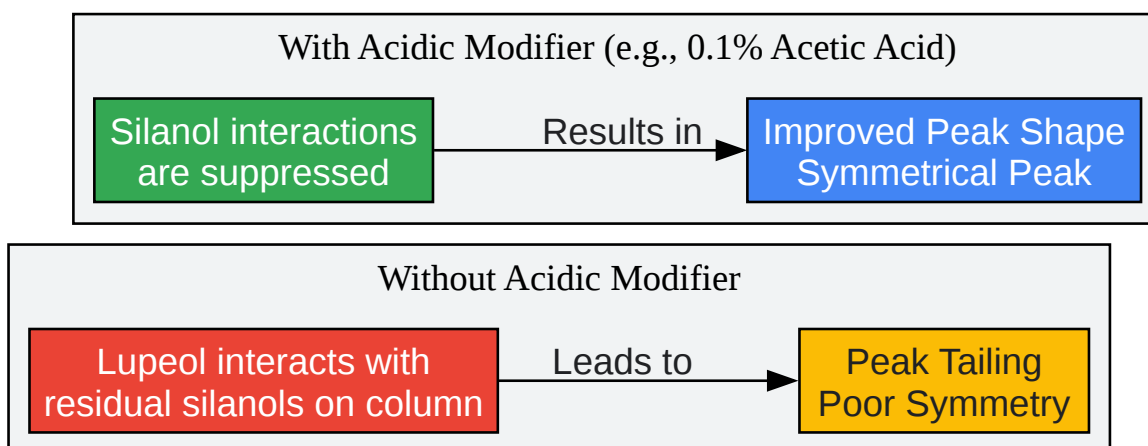 With Acidic Modifier (e.g., 0.1% Acetic Acid)
Silanol interactions
are suppressed
Results in
Improved Peak Shape
Symmetrical Peak
Without Acidic Modifier
Lupeol interacts with
residual silanols on column
Leads to
Peak Tailing
Poor Symmetry